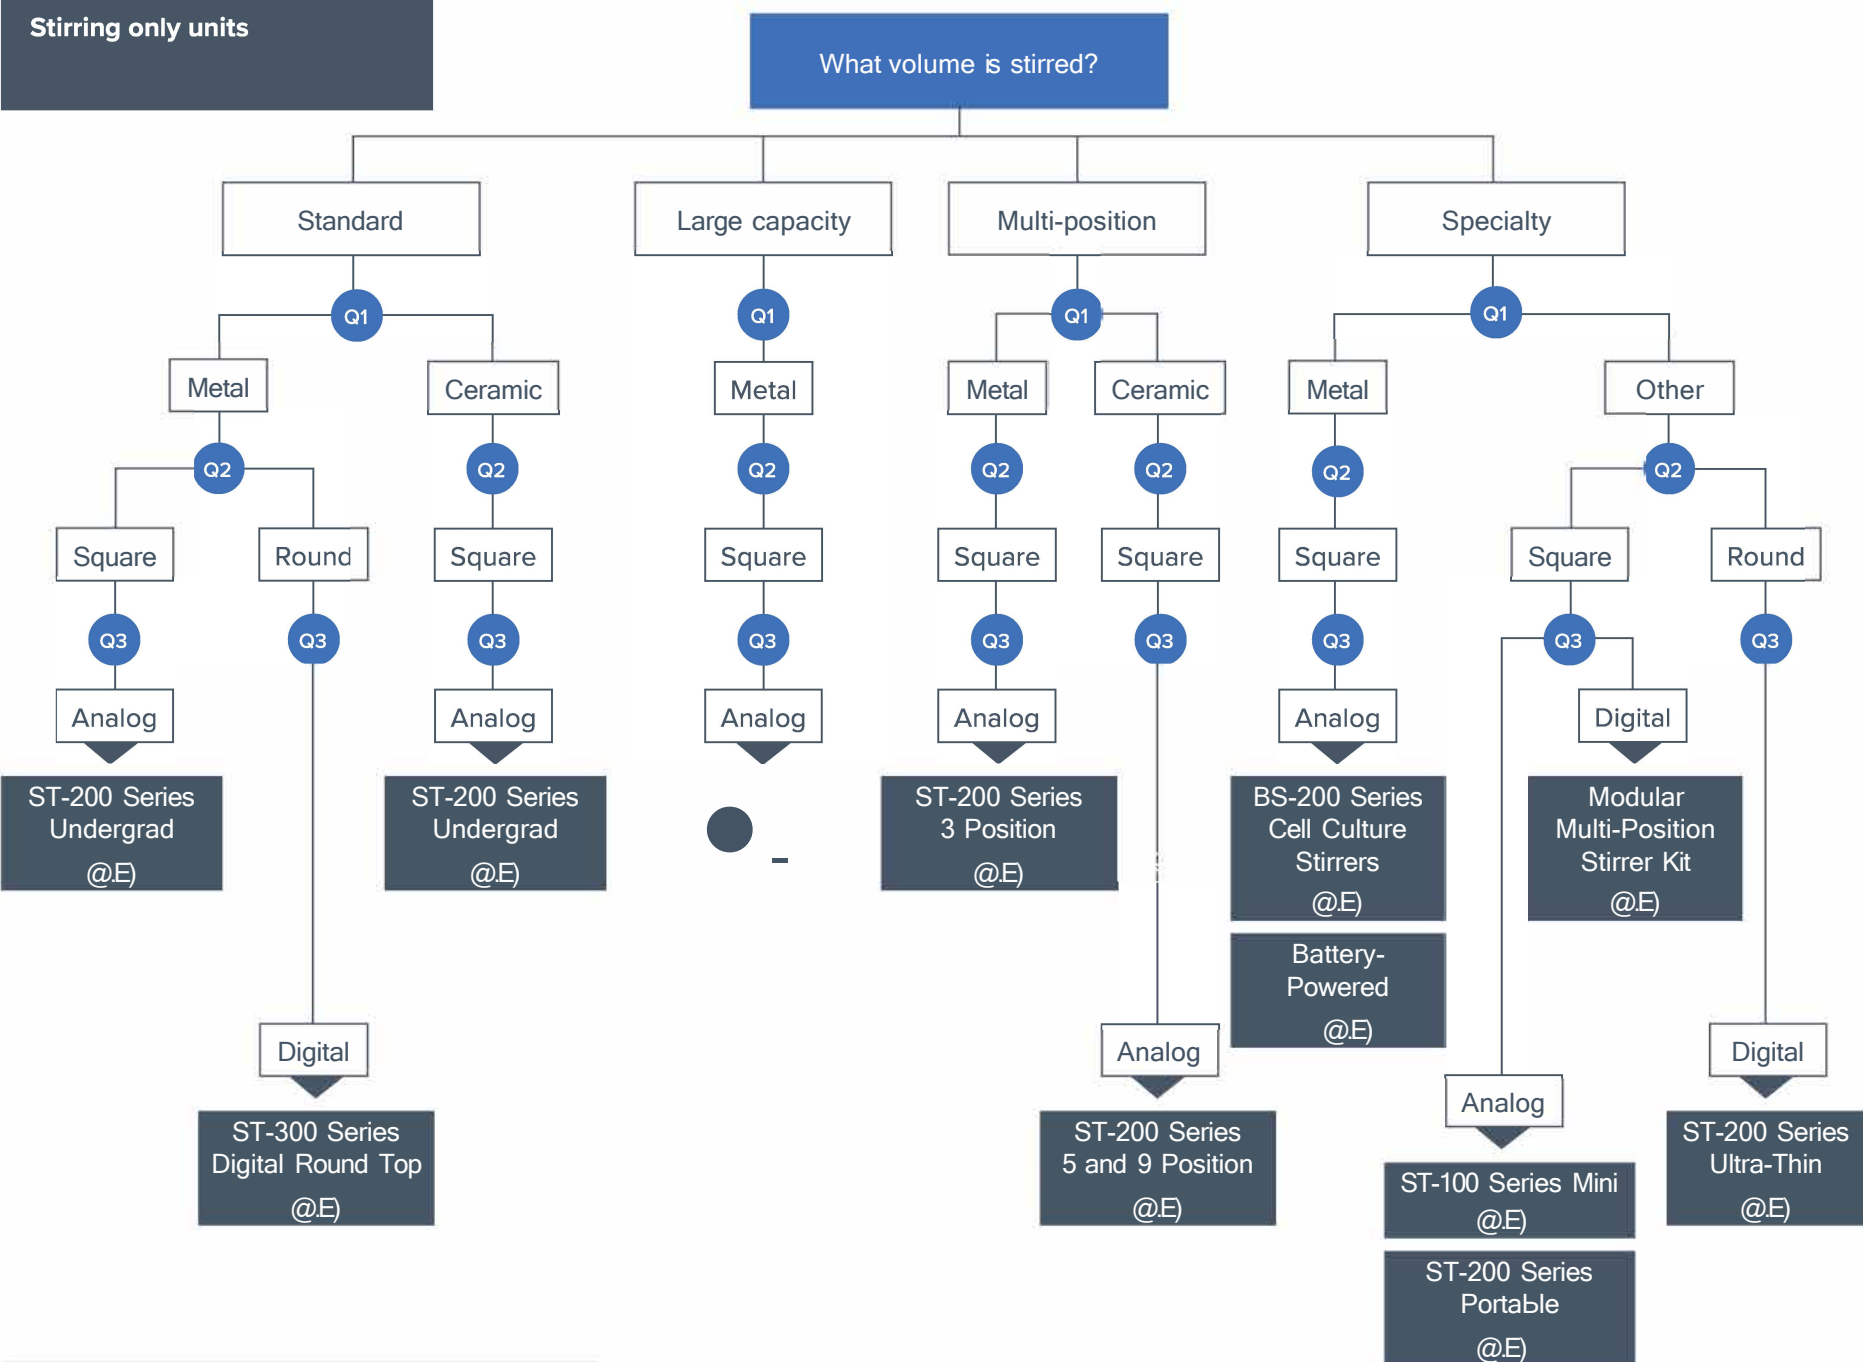 Stirring only units
What volume is stirred?
Standard
Large capacity
Multi-position
Specialty
Q1
Q1
Q1
Q1
Metal
Ceramic
Metal
Metal
Ceramic
Metal
Other
Q2
Q2
Q2
Q2
Q2
Q2
Q2
Square
Round
Square
Square
Square
Square
Square
Square
Round
Q3
Q3
Q3
Q3
Q3
Q3
Q3
Q3
Q3
Analog
Analog
Analog
Analog
Analog
Digital
ST-200 Series
Undergrad
@.E)
ST-200 Series
Undergrad
@.E)
ST-200 Series
3 Position
@.E)
BS-200 Series
Cell Culture
Stirrers
@.E)
Modular
Multi-Position
Stirrer Kit
@.E)
Battery-
Powered
@.E)
Digital
Analog
Digital
Analog
ST-300 Series
Digital Round Top
@.E)
ST-200 Series
5 and 9 Position
@.E)
ST-200 Series
Ultra-Thin
@.E)
ST-100 Series Mini
@.E)
ST-200 Series
PortaЫe
@.E)